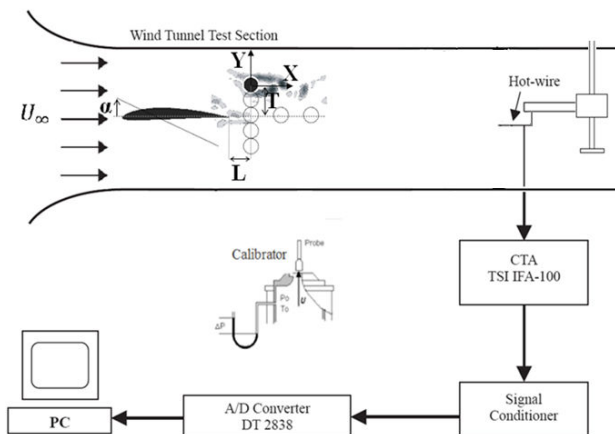 Wind Tunnel Test Section
Y
X
T
α
U∞
L
Hot-wire
Calibrator
Probe
Po
To
U
ΔP
CTA
TSI IFA-100
Signal
Conditioner
A/D Converter
DT 2838
PC